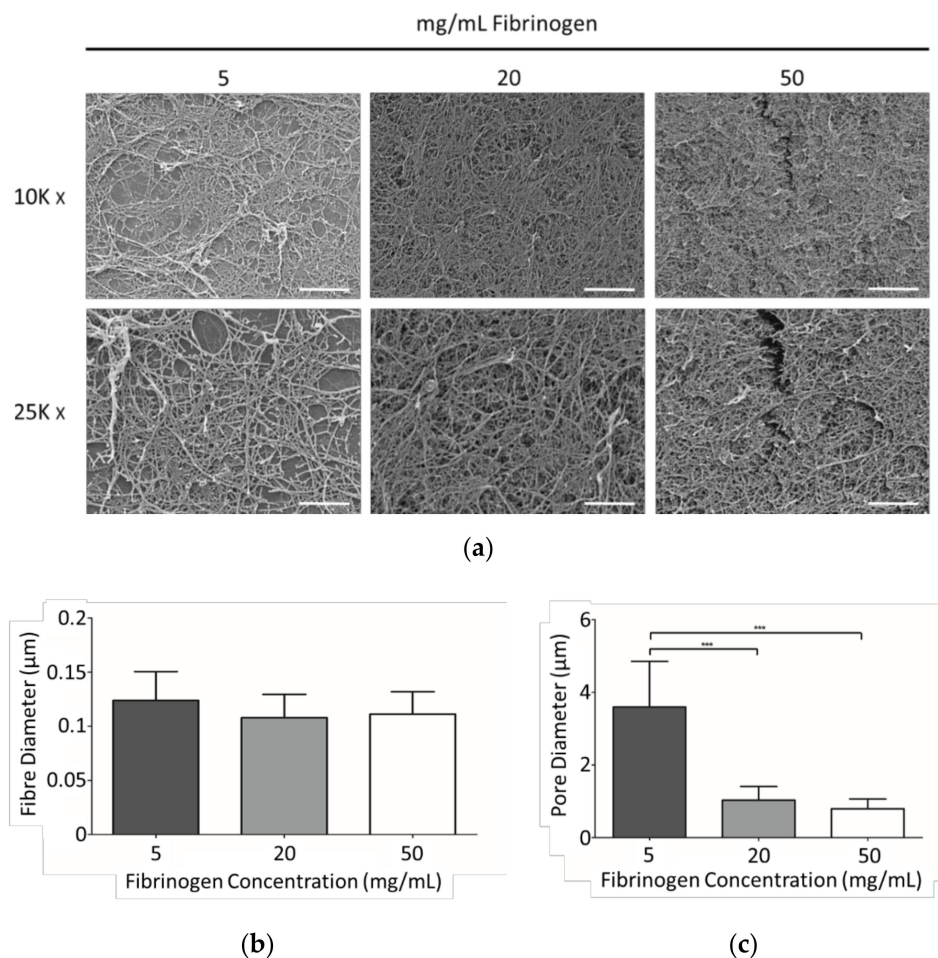 mg/mL Fibrinogen
5 20 50
10K x
25K x
(a)
Fibre Diameter (µm)
0.2
0.15
0.1
0.05
0
5 20 50
Fibrinogen Concentration (mg/mL)
(b)
Pore Diameter (µm)
6
4
2
0
***
***
5 20 50
Fibrinogen Concentration (mg/mL)
(c)